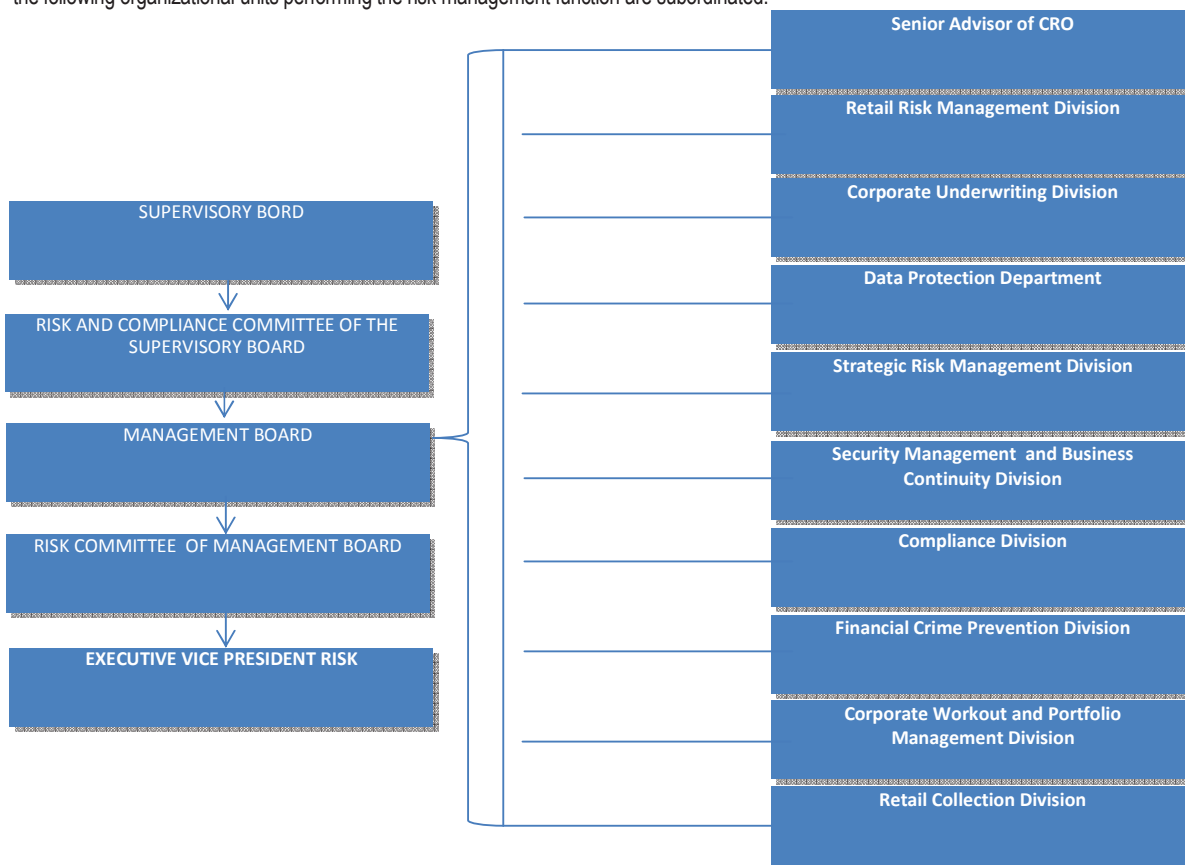 the following organizational units performing the risk management function are subordinated:
Senior Advisor of CRO
Retail Risk Management Division
Corporate Underwriting Division
SUPERVISORY BORD
Data Protection Department
RISK AND COMPLIANCE COMMITTEE OF THE
SUPERVISORY BOARD
Strategic Risk Management Division
MANAGEMENT BOARD
Security Management and Business
Continuity Division
RISK COMMITTEE OF MANAGEMENT BOARD
Compliance Division
Financial Crime Prevention Division
EXECUTIVE VICE PRESIDENT RISK
Corporate Workout and Portfolio
Management Division
Retail Collection Division